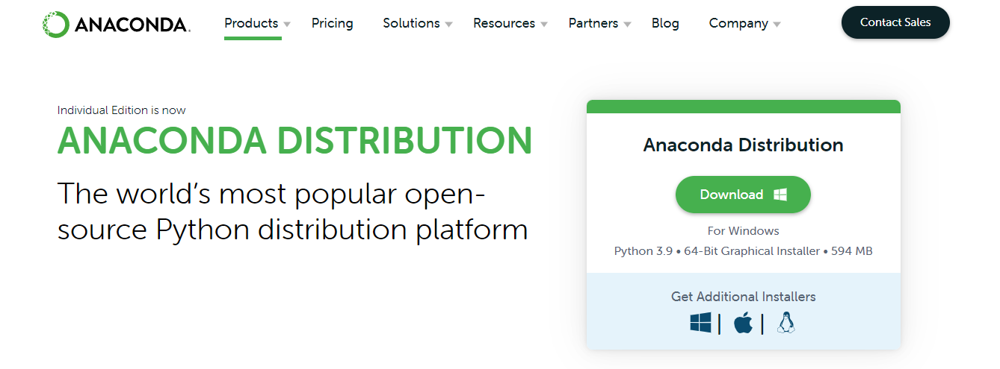 ANACONDA.
Products
Pricing
Solutions
Resources
Partners
Blog
Company
Contact Sales
Individual Edition is now
ANACONDA DISTRIBUTION
The world’s most popular open-
source Python distribution platform
Anaconda Distribution
Download
For Windows
Python 3.9 • 64-Bit Graphical Installer • 594 MB
Get Additional Installers